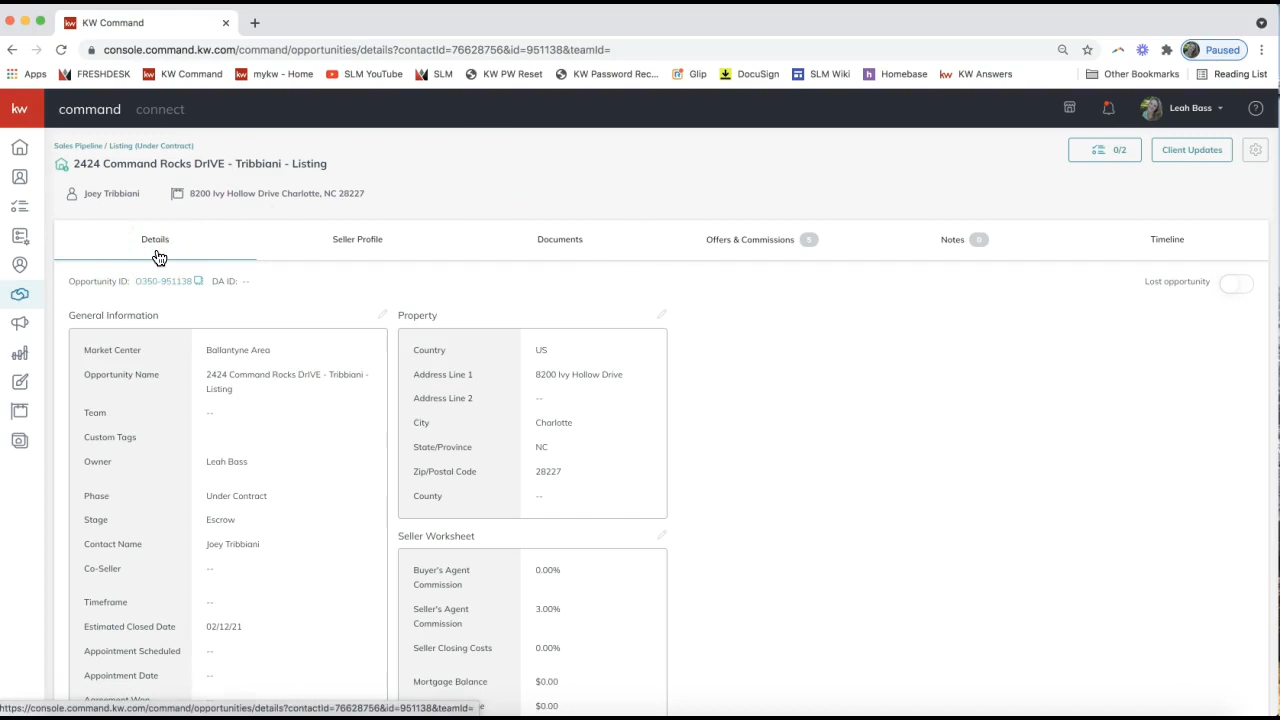 KW Command
console.command.kw.com/command/opportunities/details?contactId=76628756&id=951138&teamId=
Paused
Apps FRESHDESK KW Command mykw - Home SLM YouTube SLM KW PW Reset KW Password Rec... Glip DocuSign SLM Wiki Homebase KW Answers Other Bookmarks Reading List
kw command connect Leah Bass
Sales Pipeline / Listing (Under Contract)
2424 Command Rocks DrIVE - Tribbiani - Listing
0/2 Client Updates
Joey Tribbiani 8200 Ivy Hollow Drive Charlotte, NC 28227
Details Seller Profile Documents Offers & Commissions 5 Notes 0 Timeline
Opportunity ID: O350-951138 DA ID: -- Lost opportunity
General Information
Market Center Ballantyne Area
Opportunity Name 2424 Command Rocks DrIVE - Tribbiani -
Listing
Team --
Custom Tags
Owner Leah Bass
Phase Under Contract
Stage Escrow
Contact Name Joey Tribbiani
Co-Seller --
Timeframe --
Estimated Closed Date 02/12/21
Appointment Scheduled --
Appointment Date --
Agreement Won
Property
Country US
Address Line 1 8200 Ivy Hollow Drive
Address Line 2 --
City Charlotte
State/Province NC
Zip/Postal Code 28227
County --
Seller Worksheet
Buyer's Agent
Commission 0.00%
Seller's Agent
Commission 3.00%
Seller Closing Costs 0.00%
Mortgage Balance $0.00
$0.00
https://console.command.kw.com/command/opportunities/details?contactId=76628756&id=951138&teamId=